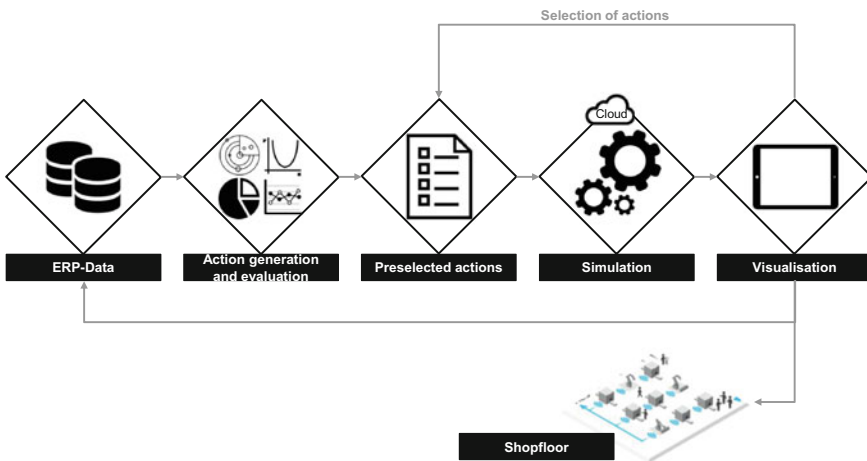 Selection of actions
Cloud
ERP-Data
Action generation
and evaluation
Preselected actions
Simulation
Visualisation
Shopfloor